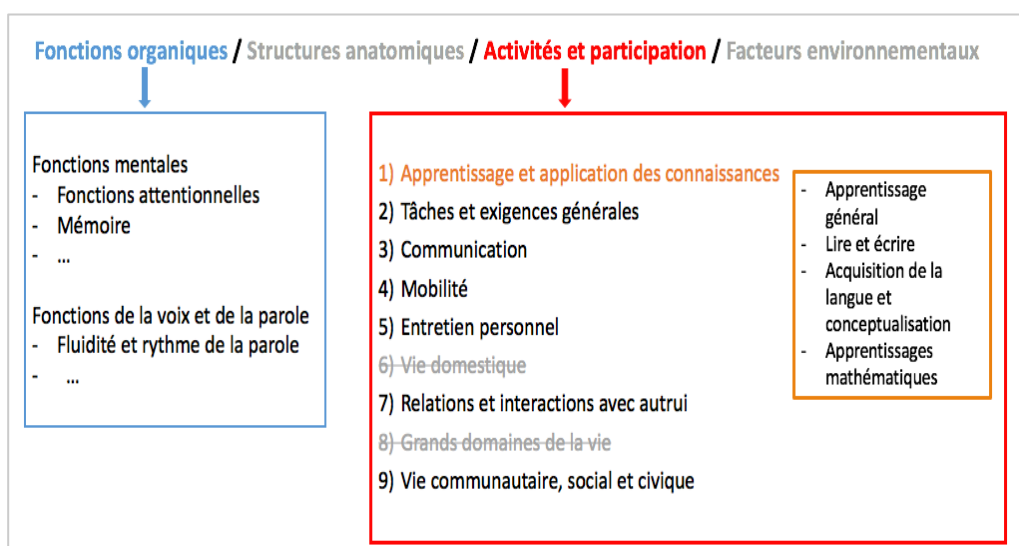 Fonctions organiques / Structures anatomiques / Activités et participation / Facteurs environnementaux
Fonctions mentales
- Fonctions attentionnelles
- Mémoire
- ...
Fonctions de la voix et de la parole
- Fluidité et rythme de la parole
- ...
1) Apprentissage et application des connaissances
2) Tâches et exigences générales
3) Communication
4) Mobilité
5) Entretien personnel
6) Vie domestique
7) Relations et interactions avec autrui
8) Grands domaines de la vie
9) Vie communautaire, social et civique
- Apprentissage
général
- Lire et écrire
- Acquisition de la
langue et
conceptualisation
- Apprentissages
mathématiques